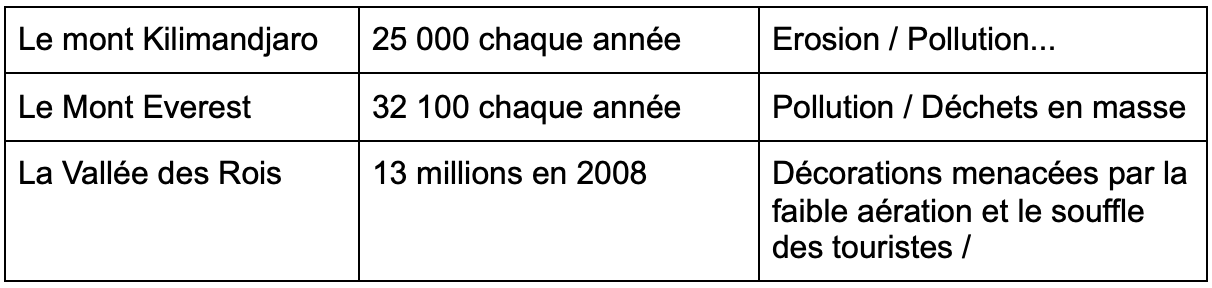 Le mont Kilimandjaro 25 000 chaque année Erosion / Pollution...
Le Mont Everest 32 100 chaque année Pollution / Déchets en masse
La Vallée des Rois 13 millions en 2008 Décorations menacées par la
faible aération et le souffle
des touristes /